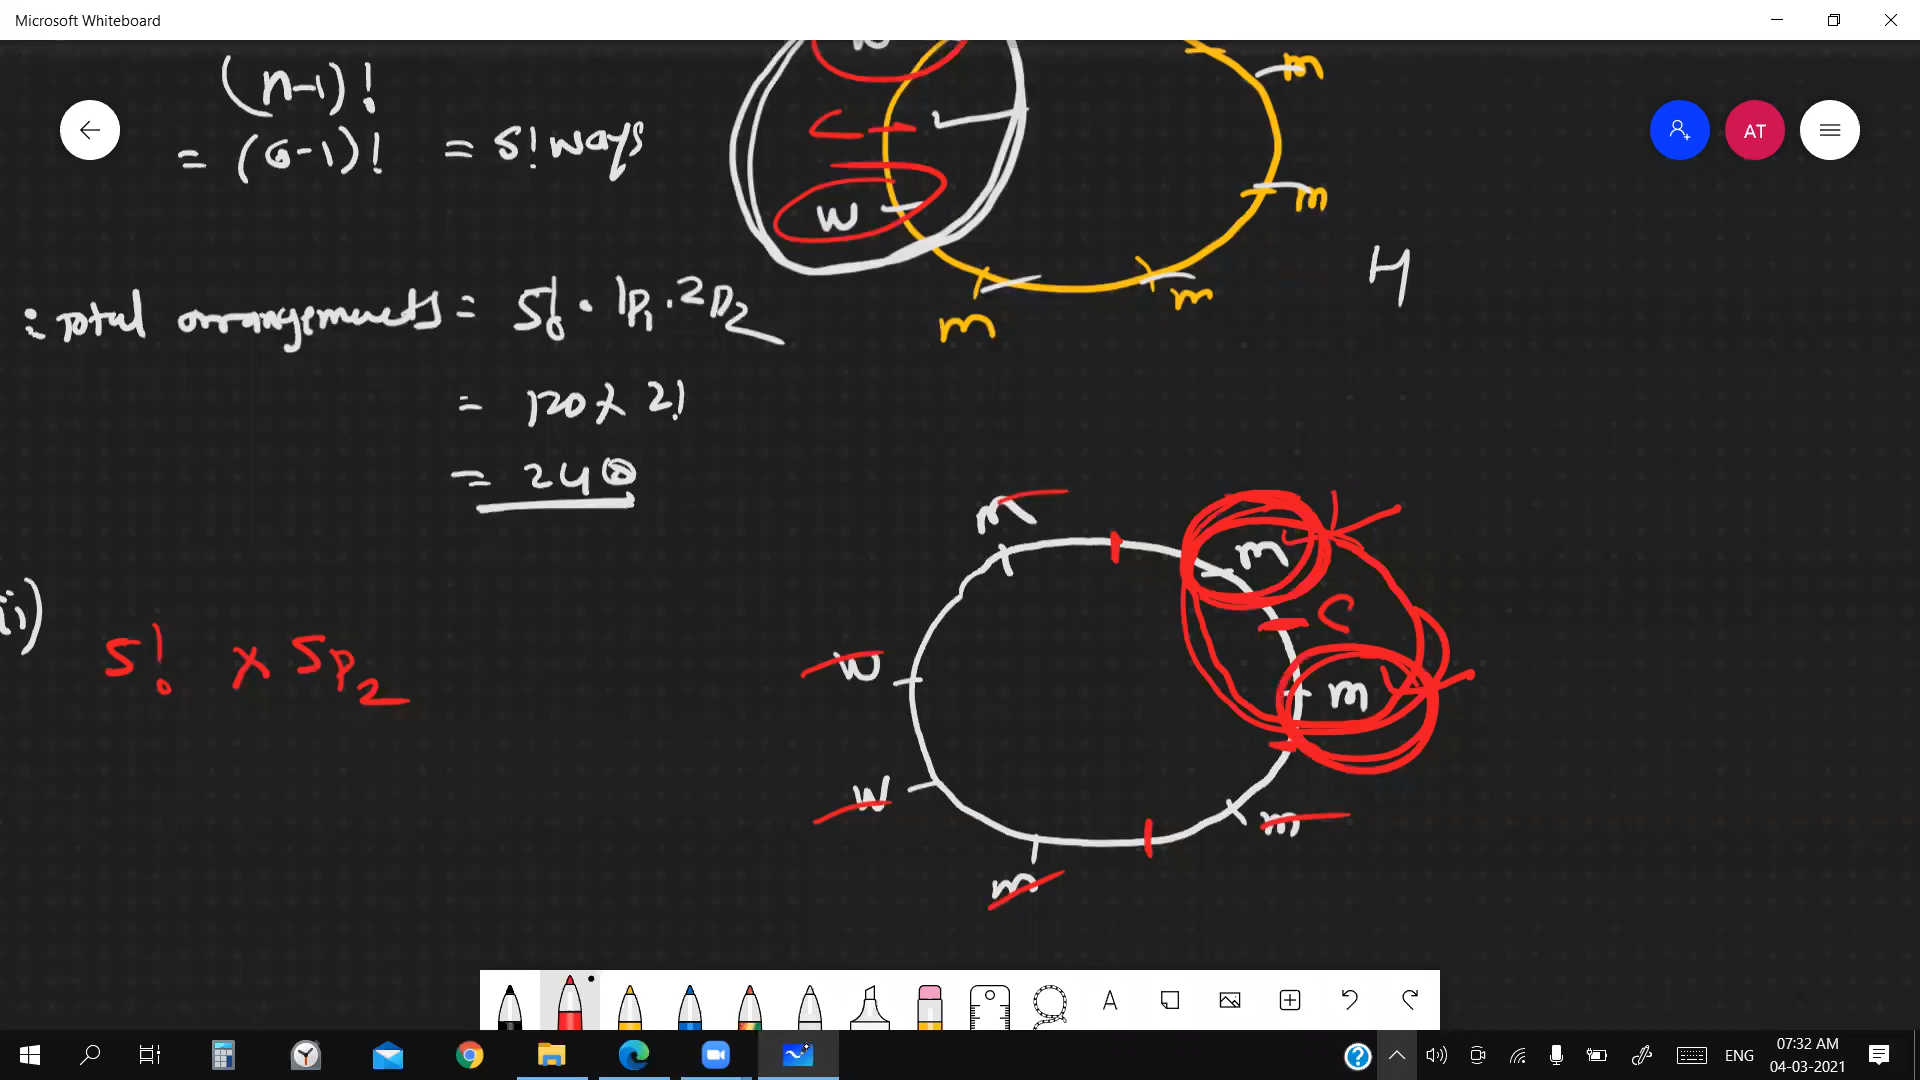 Microsoft Whiteboard
(n-1)!
= (6-1)! = 5! ways
∴ Total arrangements = 5! · 1P1 · 2P2
= 120 x 2!
= 240
W
C
W
m
m
m
m
H
ii)
5! x 5P2
m
m
C
W
m
W
m
m
AT
ENG
07:32 AM
04-03-2021